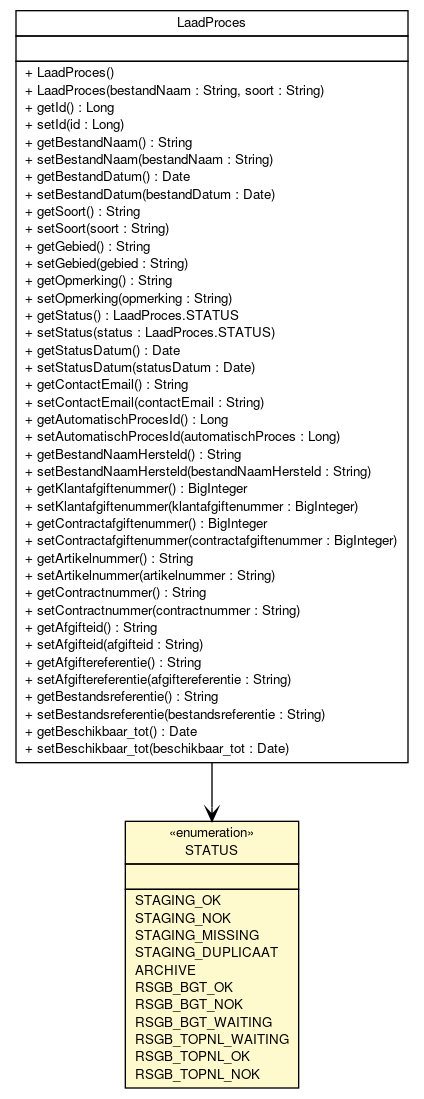 LaadProces
+ LaadProces()
+ LaadProces(bestandNaam : String, soort : String)
+ getId() : Long
+ setId(id : Long)
+ getBestandNaam() : String
+ setBestandNaam(bestandNaam : String)
+ getBestandDatum() : Date
+ setBestandDatum(bestandDatum : Date)
+ getSoort() : String
+ setSoort(soort : String)
+ getGebied() : String
+ setGebied(gebied : String)
+ getOpmerking() : String
+ setOpmerking(opmerking : String)
+ getStatus() : LaadProces.STATUS
+ setStatus(status : LaadProces.STATUS)
+ getStatusDatum() : Date
+ setStatusDatum(statusDatum : Date)
+ getContactEmail() : String
+ setContactEmail(contactEmail : String)
+ getAutomatischProcesId() : Long
+ setAutomatischProcesId(automatischProces : Long)
+ getBestandNaamHersteld() : String
+ setBestandNaamHersteld(bestandNaamHersteld : String)
+ getKlantafgiftenummer() : BigInteger
+ setKlantafgiftenummer(klantafgiftenummer : BigInteger)
+ getContractafgiftenummer() : BigInteger
+ setContractafgiftenummer(contractafgiftenummer : BigInteger)
+ getArtikelnummer() : String
+ setArtikelnummer(artikelnummer : String)
+ getContractnummer() : String
+ setContractnummer(contractnummer : String)
+ getAfgifteid() : String
+ setAfgifteid(afgifteid : String)
+ getAfgiftereferentie() : String
+ setAfgiftereferentie(afgiftereferentie : String)
+ getBestandsreferentie() : String
+ setBestandsreferentie(bestandsreferentie : String)
+ getBeschikbaar_tot() : Date
+ setBeschikbaar_tot(beschikbaar_tot : Date)
«enumeration»
STATUS
STAGING_OK
STAGING_NOK
STAGING_MISSING
STAGING_DUPLICAAT
ARCHIVE
RSGB_BGT_OK
RSGB_BGT_NOK
RSGB_BGT_WAITING
RSGB_TOPNL_WAITING
RSGB_TOPNL_OK
RSGB_TOPNL_NOK